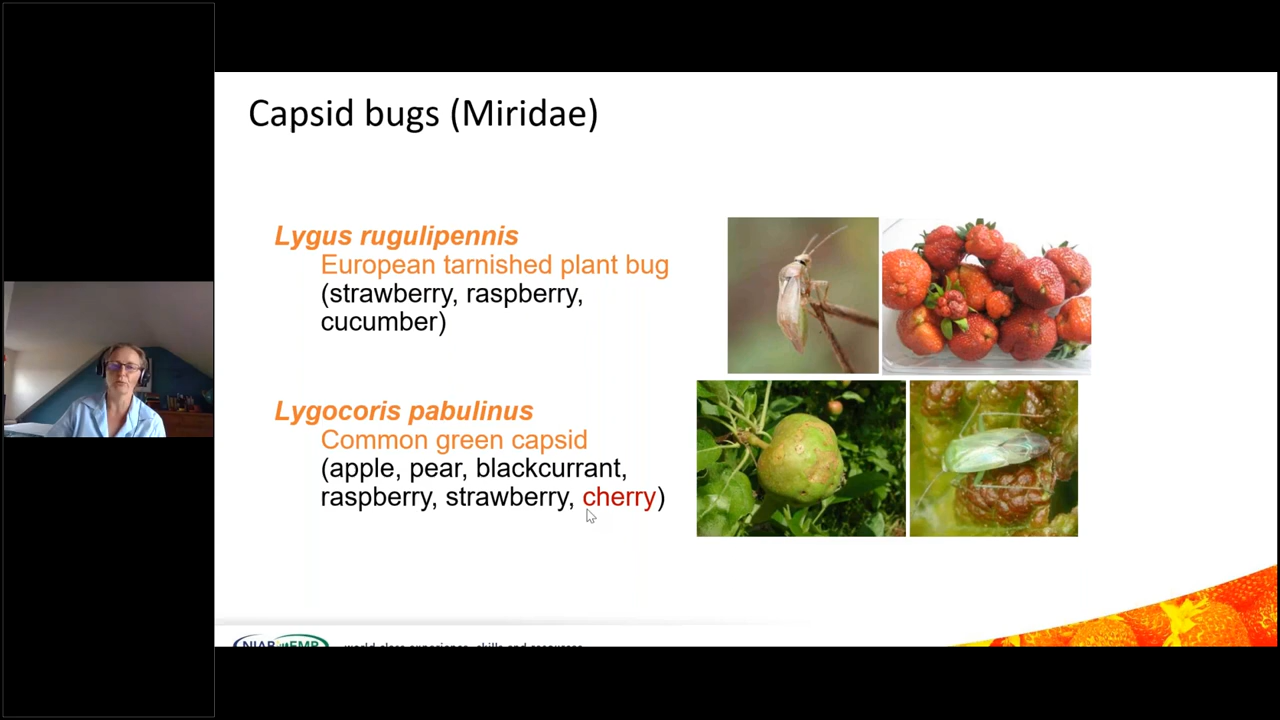 Capsid bugs (Miridae)
Lygus rugulipennis
European tarnished plant bug
(strawberry, raspberry,
cucumber)
Lygocoris pabulinus
Common green capsid
(apple, pear, blackcurrant,
raspberry, strawberry, cherry)
NIAB EMR
world-class experience, skills and resources